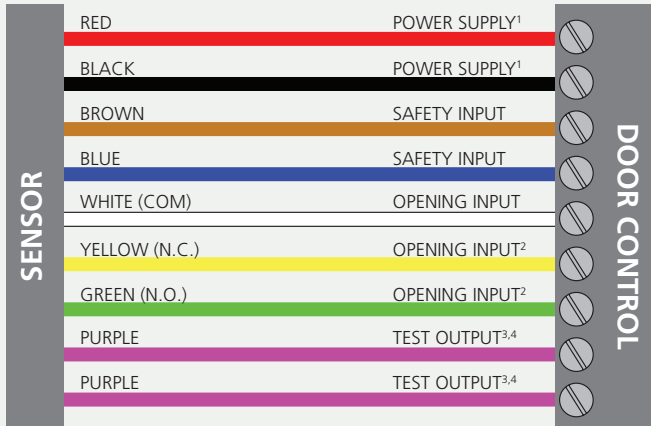 SENSOR
RED POWER SUPPLY¹
BLACK POWER SUPPLY¹
BROWN SAFETY INPUT
BLUE SAFETY INPUT
WHITE (COM) OPENING INPUT
YELLOW (N.C.) OPENING INPUT²
GREEN (N.O.) OPENING INPUT²
PURPLE TEST OUTPUT³,⁴
PURPLE TEST OUTPUT³,⁴
DOOR CONTROL